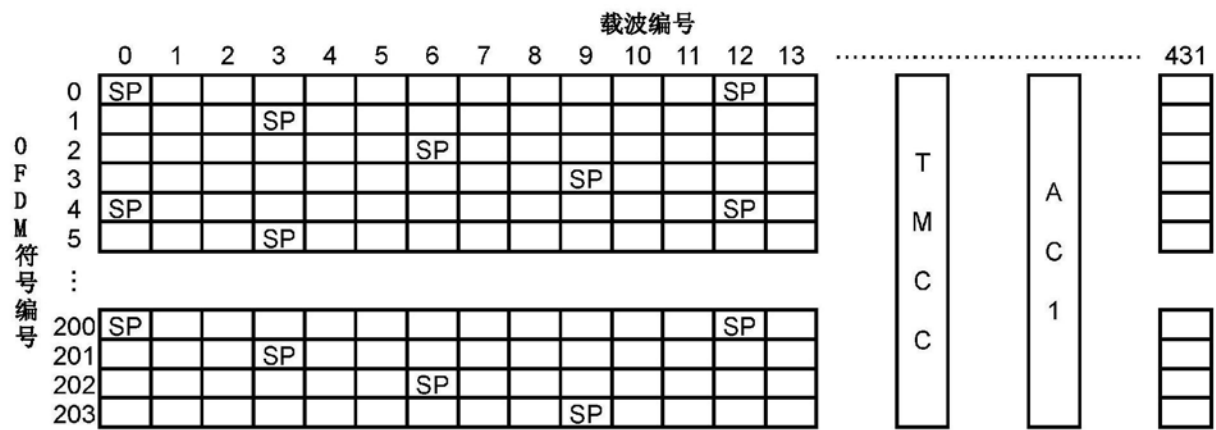 载波编号
0 1 2 3 4 5 6 7 8 9 10 11 12 13 ⋯⋯⋯⋯ 431
0 SP SP
1 SP
2 SP
3 SP
4 SP SP
5 SP
⋮
200 SP SP
201 SP
202 SP
203 SP
OFDM符号编号
TMCC
AC1